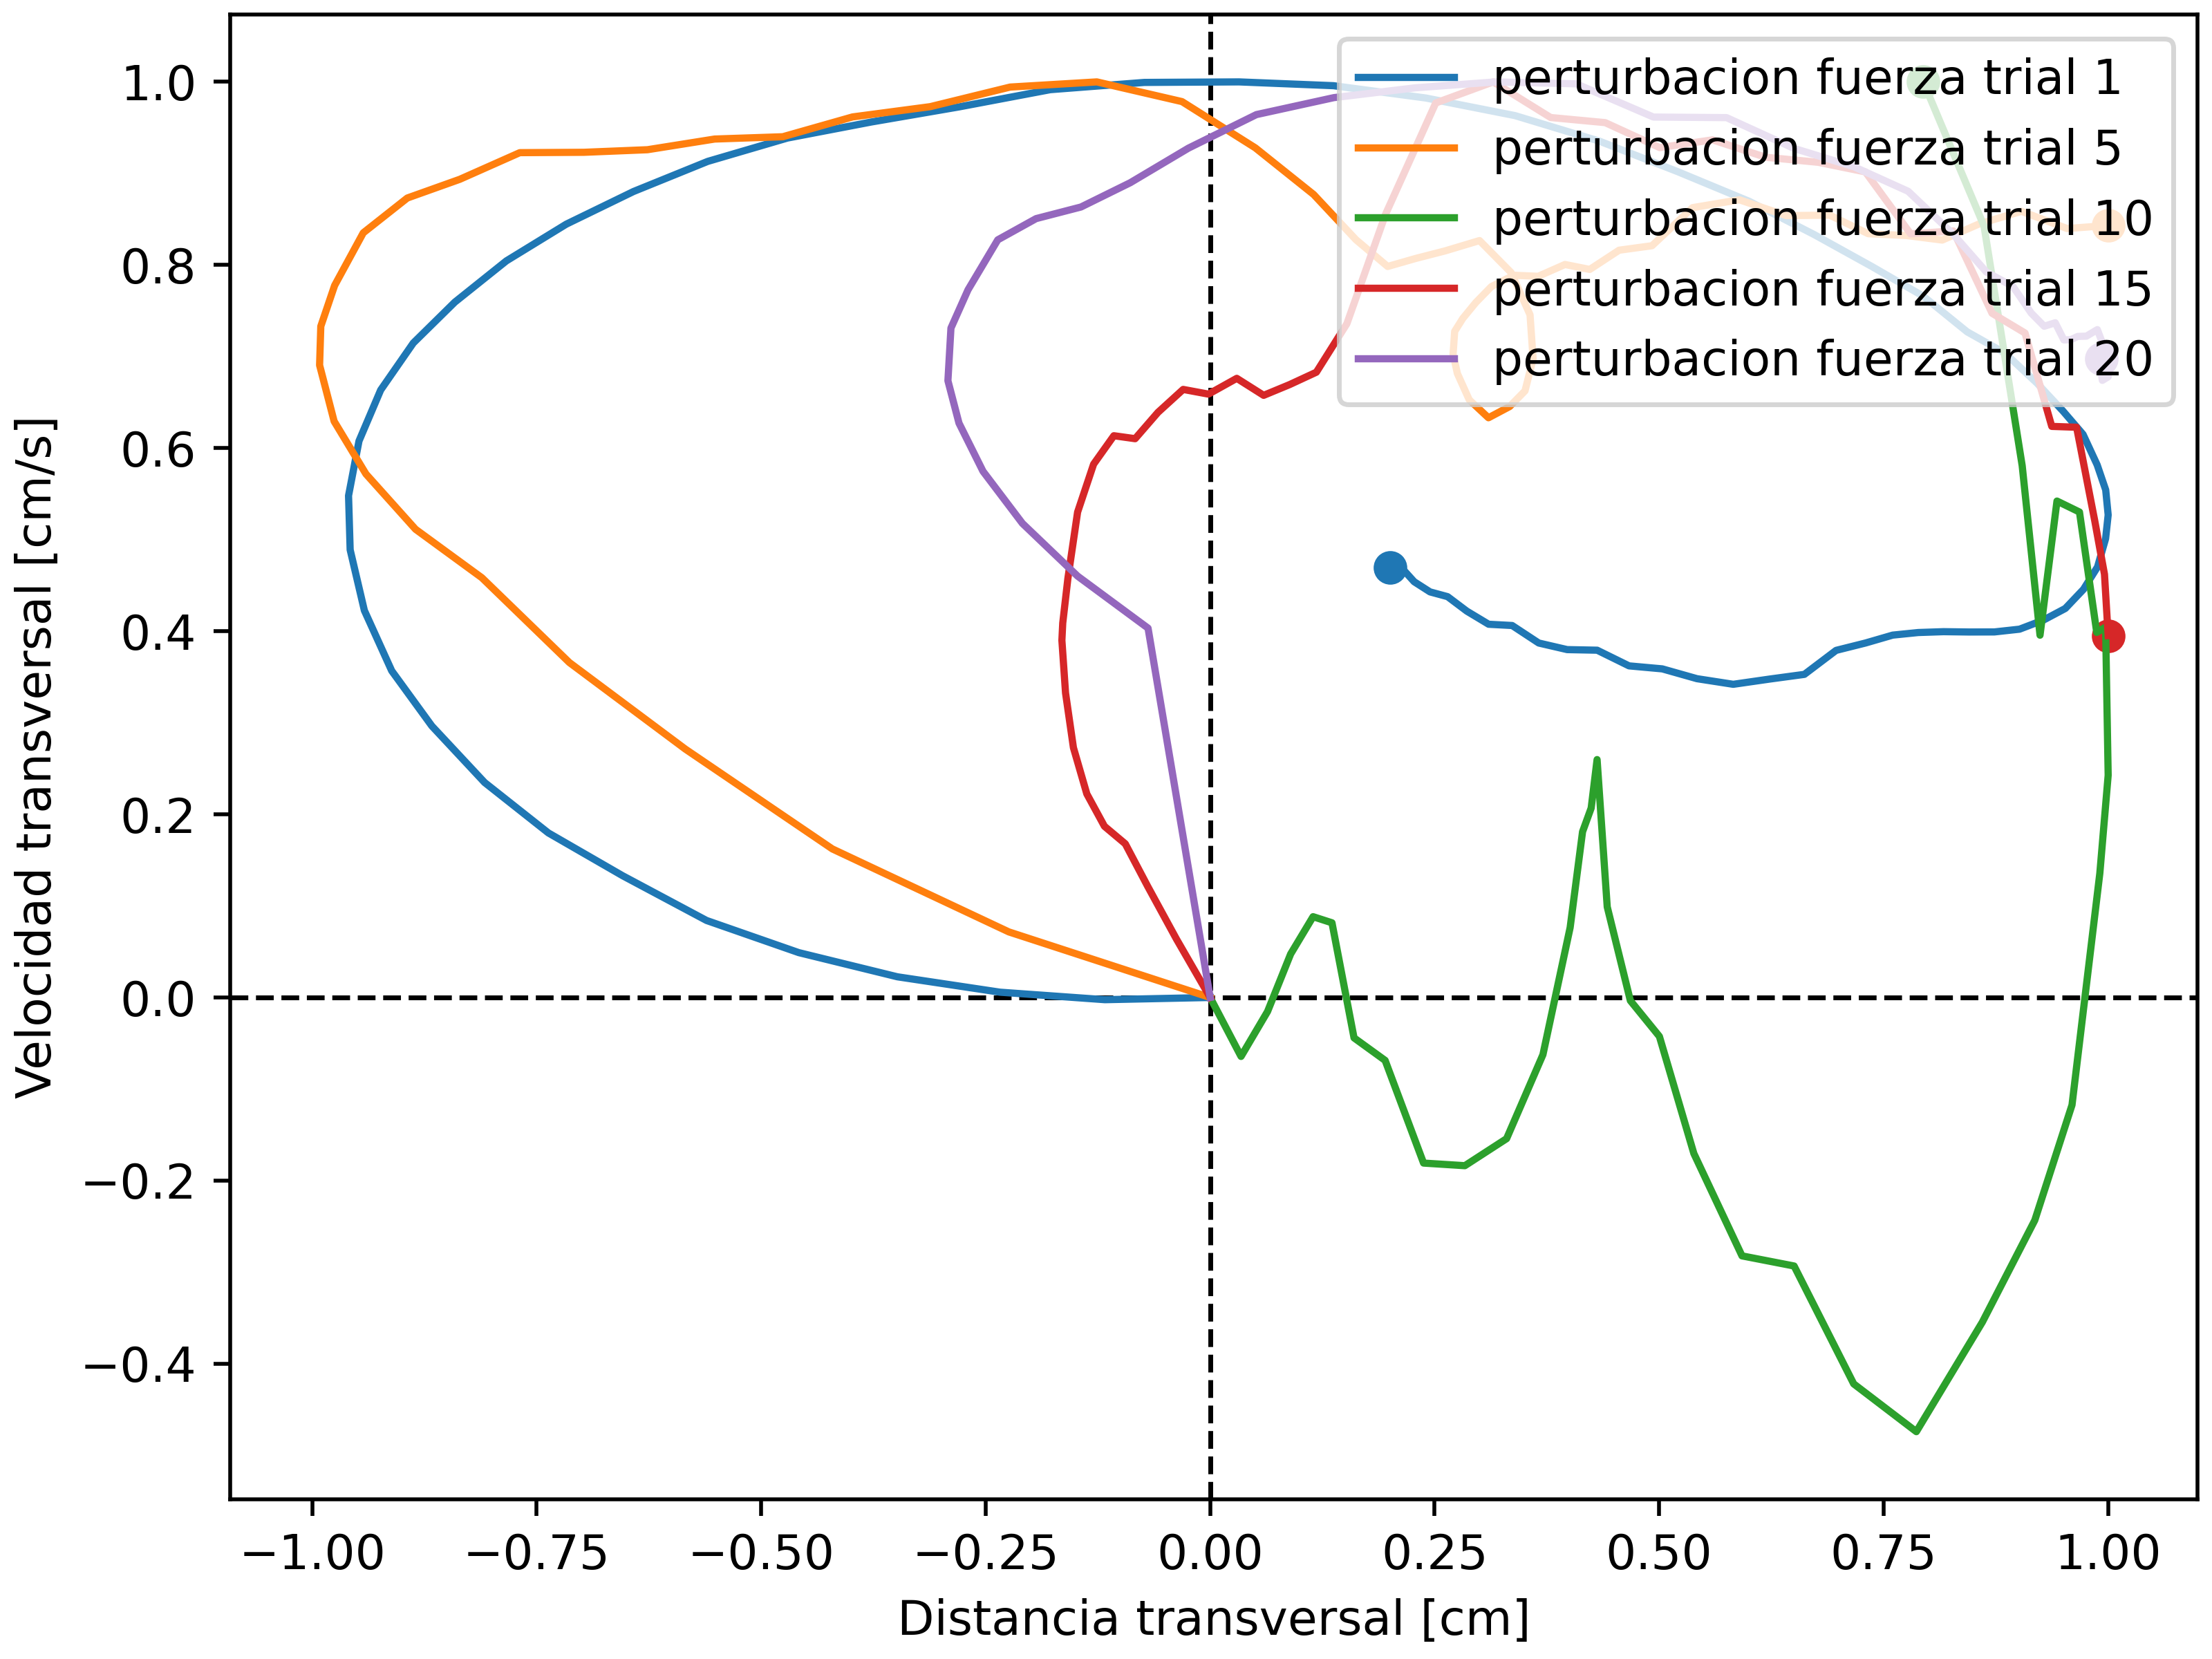 perturbacion fuerza trial 1
perturbacion fuerza trial 5
perturbacion fuerza trial 10
perturbacion fuerza trial 15
perturbacion fuerza trial 20
Velocidad transversal [cm/s]
1.0
0.8
0.6
0.4
0.2
0.0
−0.2
−0.4
−1.00 −0.75 −0.50 −0.25 0.00 0.25 0.50 0.75 1.00
Distancia transversal [cm]